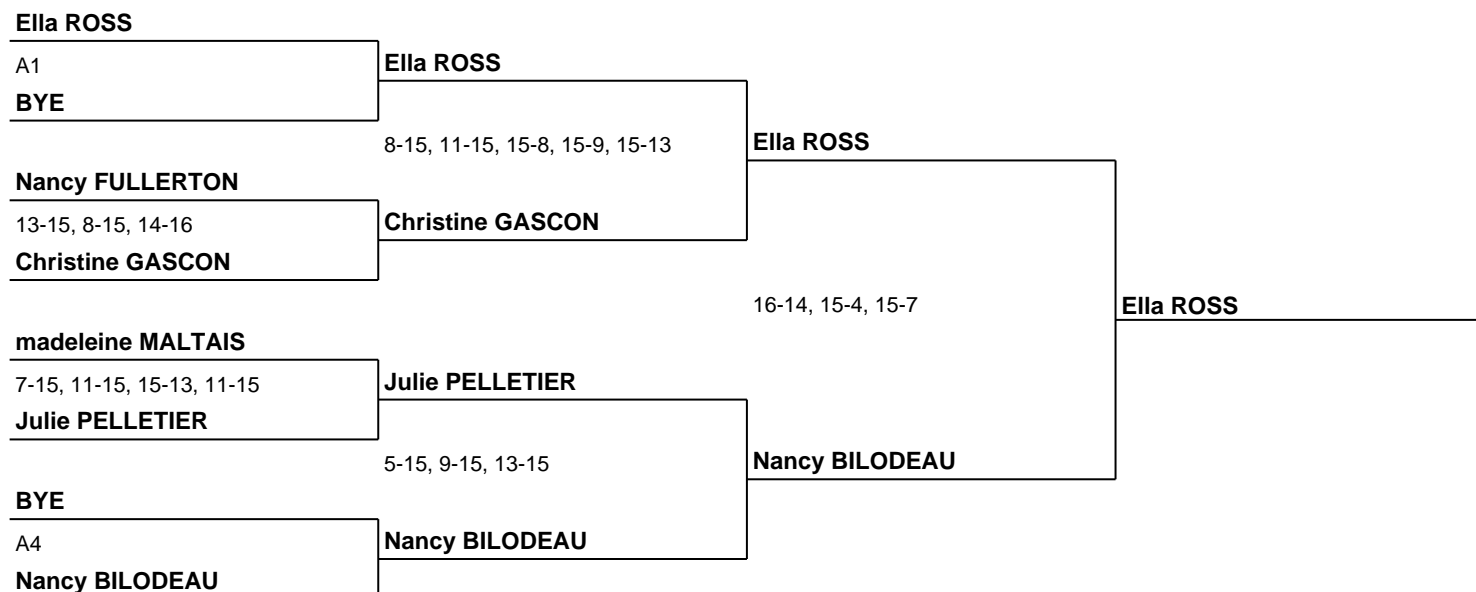 Ella ROSS
A1
BYE
Ella ROSS
8-15, 11-15, 15-8, 15-9, 15-13
Ella ROSS
Nancy FULLERTON
13-15, 8-15, 14-16
Christine GASCON
Christine GASCON
16-14, 15-4, 15-7
Ella ROSS
madeleine MALTAIS
7-15, 11-15, 15-13, 11-15
Julie PELLETIER
Julie PELLETIER
5-15, 9-15, 13-15
Nancy BILODEAU
BYE
A4
Nancy BILODEAU
Nancy BILODEAU